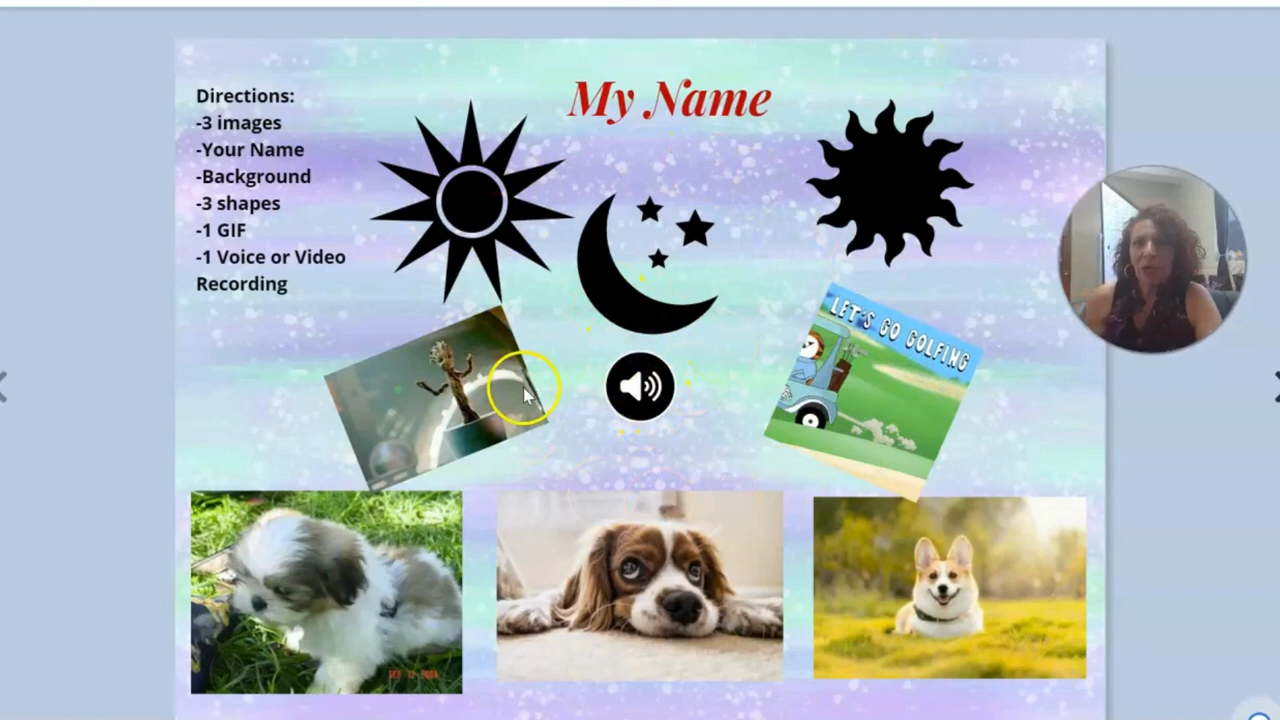 My Name
Directions:
-3 images
-Your Name
-Background
-3 shapes
-1 GIF
-1 Voice or Video
Recording
LET'S GO GOLFING